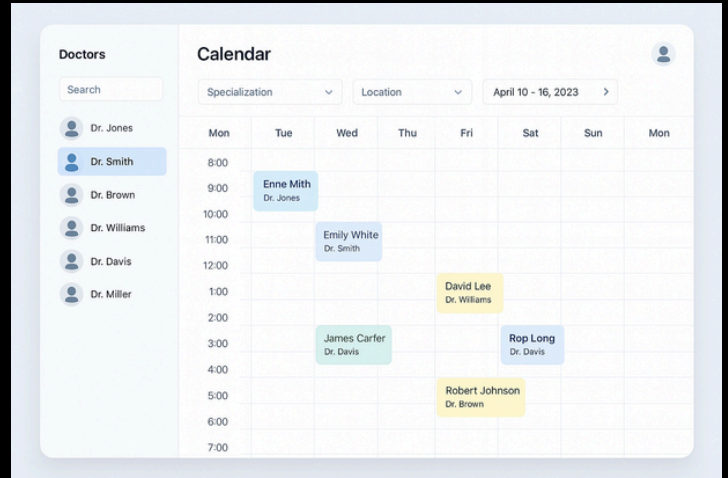 Doctors
Search
Dr. Jones
Dr. Smith
Dr. Brown
Dr. Williams
Dr. Davis
Dr. Miller
Calendar
Specialization
Location
April 10 - 16, 2023
Mon Tue Wed Thu Fri Sat Sun Mon
8:00
9:00
Enne Mith
Dr. Jones
10:00
11:00
Emily White
Dr. Smith
12:00
1:00
David Lee
Dr. Williams
2:00
3:00
James Carfer
Dr. Davis
Rop Long
Dr. Davis
4:00
5:00
Robert Johnson
Dr. Brown
6:00
7:00